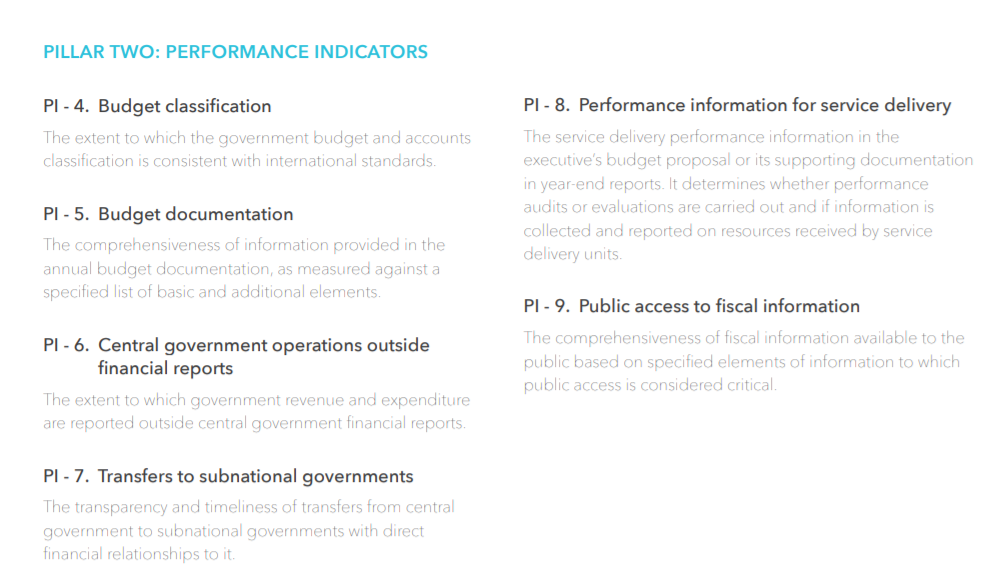 PILLAR TWO: PERFORMANCE INDICATORS
PI - 4. Budget classification
The extent to which the government budget and accounts
classification is consistent with international standards.
PI - 5. Budget documentation
The comprehensiveness of information provided in the
annual budget documentation, as measured against a
specified list of basic and additional elements.
PI - 6. Central government operations outside
financial reports
The extent to which government revenue and expenditure
are reported outside central government financial reports.
PI - 7. Transfers to subnational governments
The transparency and timeliness of transfers from central
government to subnational governments with direct
financial relationships to it.
PI - 8. Performance information for service delivery
The service delivery performance information in the
executive’s budget proposal or its supporting documentation
in year-end reports. It determines whether performance
audits or evaluations are carried out and if information is
collected and reported on resources received by service
delivery units.
PI - 9. Public access to fiscal information
The comprehensiveness of fiscal information available to the
public based on specified elements of information to which
public access is considered critical.